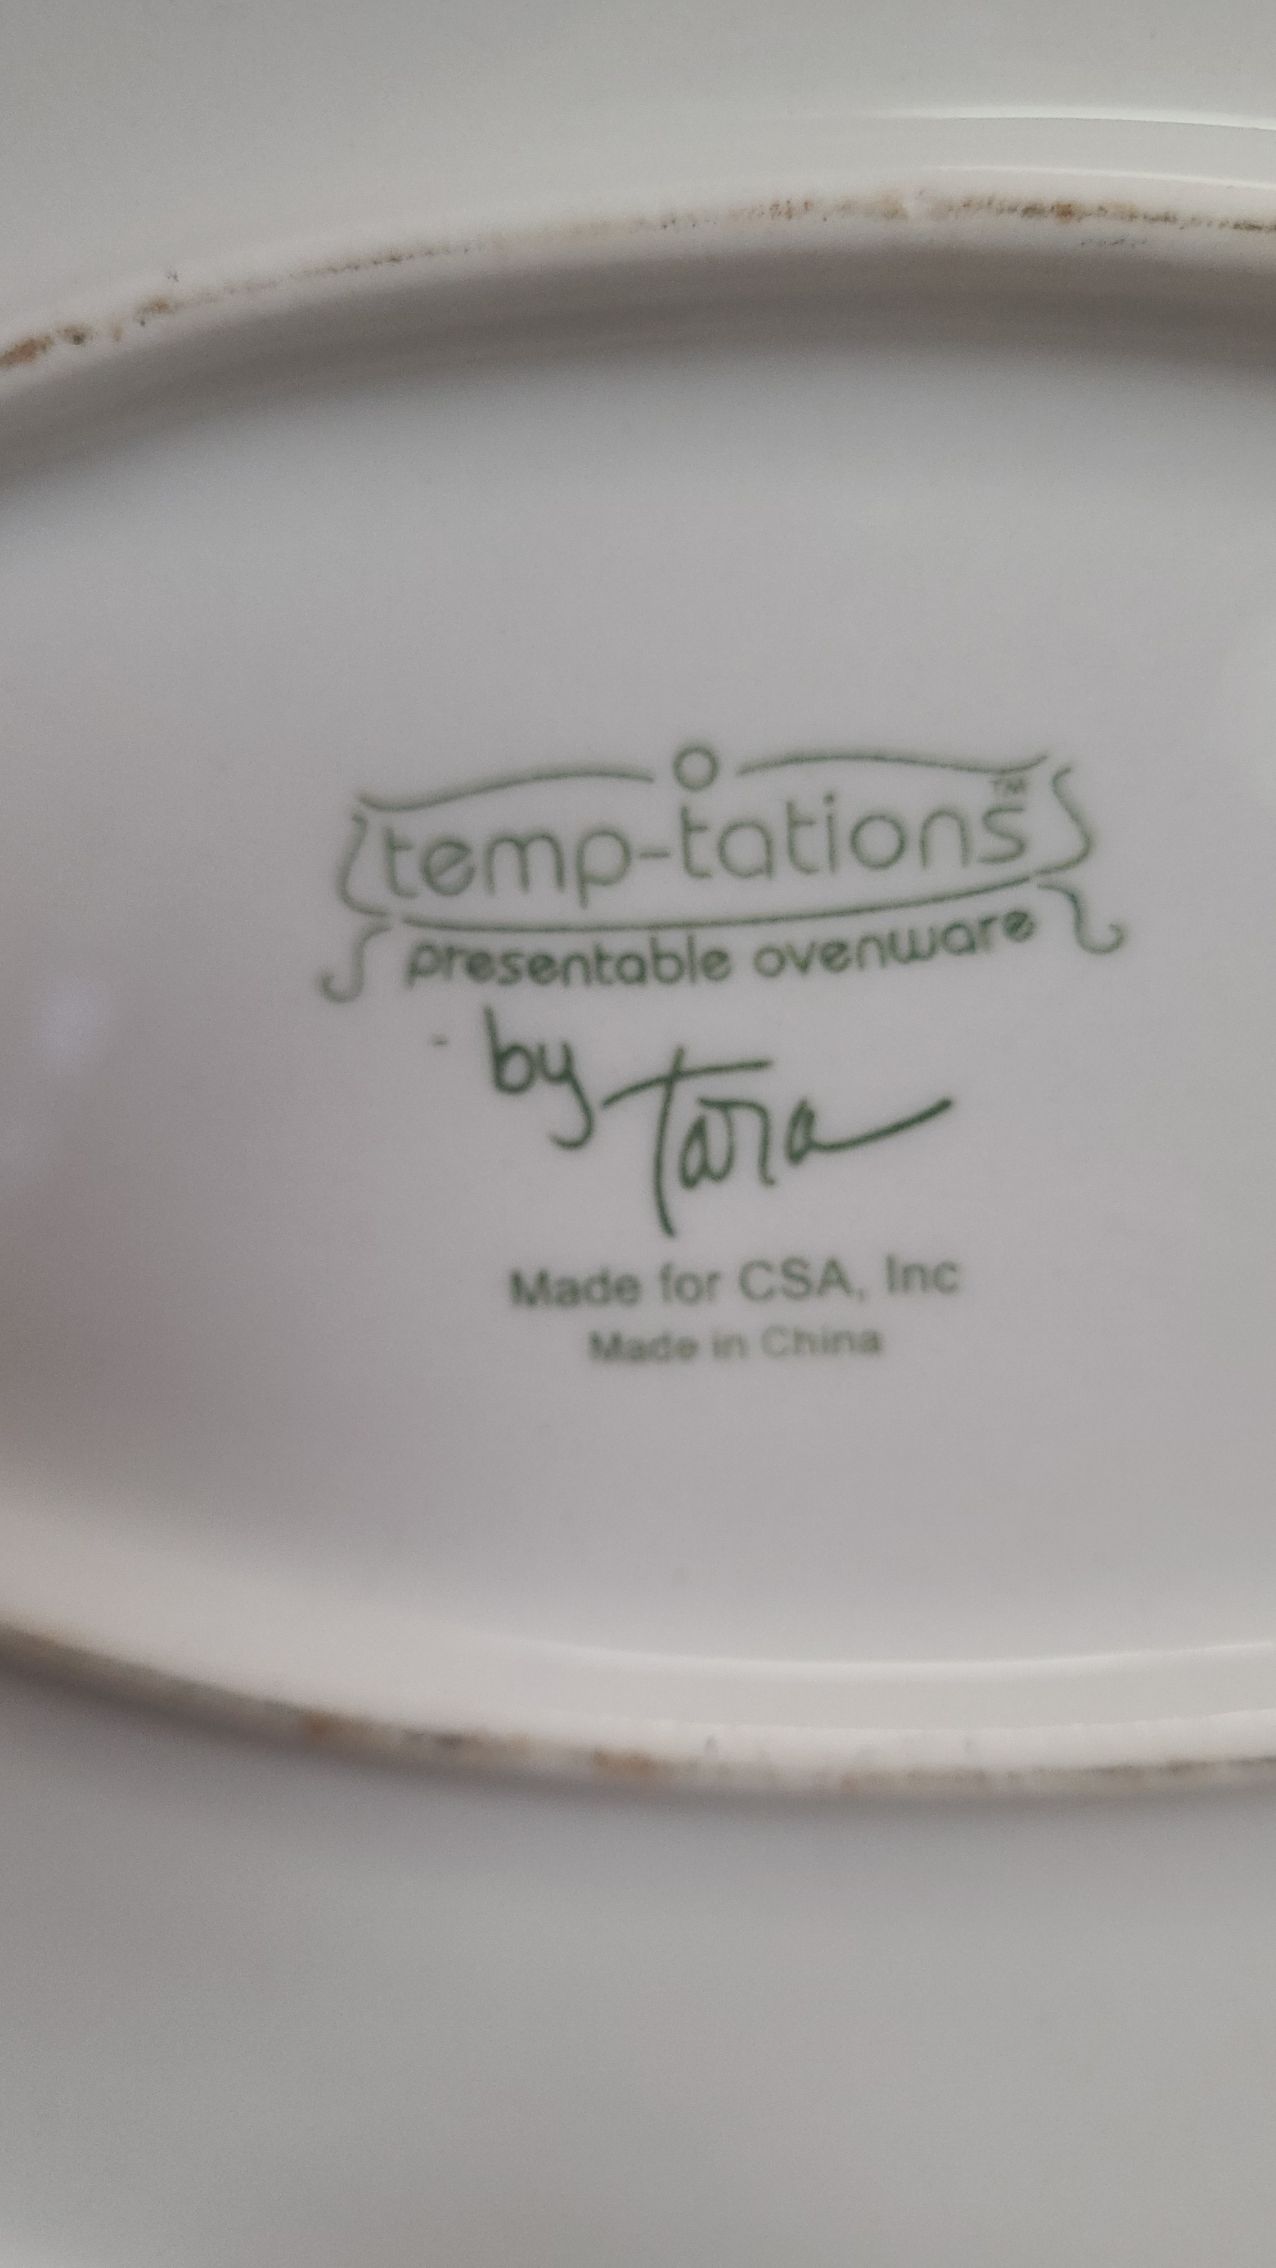 temp-tations™
presentable ovenware
by Tara
Made for CSA, Inc
Made in China